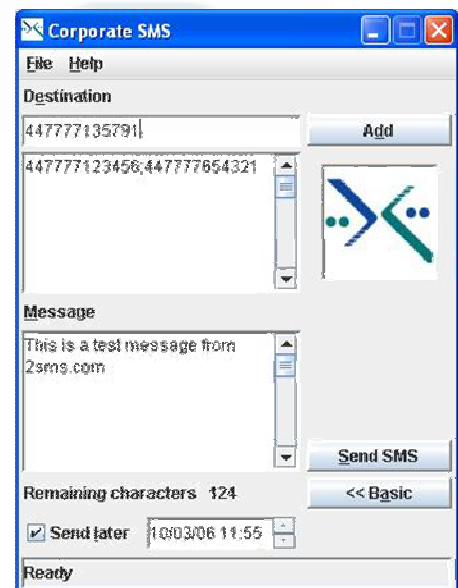 Corporate SMS
File Help
Destination
447777135791
Add
447777123456;447777654321
Message
This is a test message from
2sms.com
Send SMS
Remaining characters 124
<< Basic
Send later 10/03/06 11:55
Ready